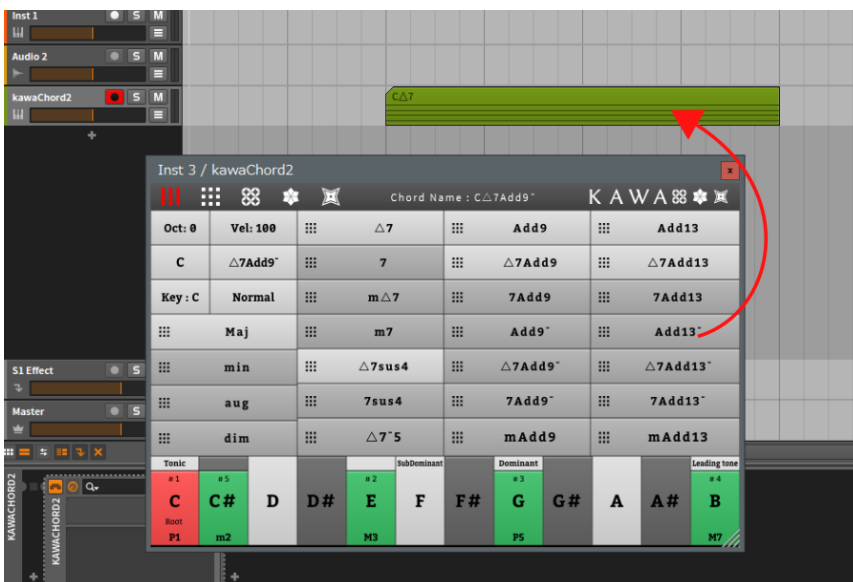 Inst 1
S M
Audio 2
S M
kawaChord2
S M
C△7
Inst 3 / kawaChord2
x
Chord Name : C△7Add9⁻
KAWA
Oct: 0
Vel: 100
△7
Add9
Add13
C
△7Add9⁻
7
△7Add9
△7Add13
Key : C
Normal
m△7
7Add9
7Add13
Maj
m7
Add9⁻
Add13⁻
min
△7sus4
△7Add9⁻
△7Add13⁻
aug
7sus4
7Add9⁻
7Add13⁻
dim
△7⁻5
mAdd9
mAdd13
S1 Effect
S
Master
S
Tonic
SubDominant
Dominant
Leading tone
# 1
# 5
# 2
# 3
# 4
C
C#
D
D#
E
F
F#
G
G#
A
A#
B
Root
P1
m2
M3
P5
M7
KAWACHORD2
KAWACHORD2